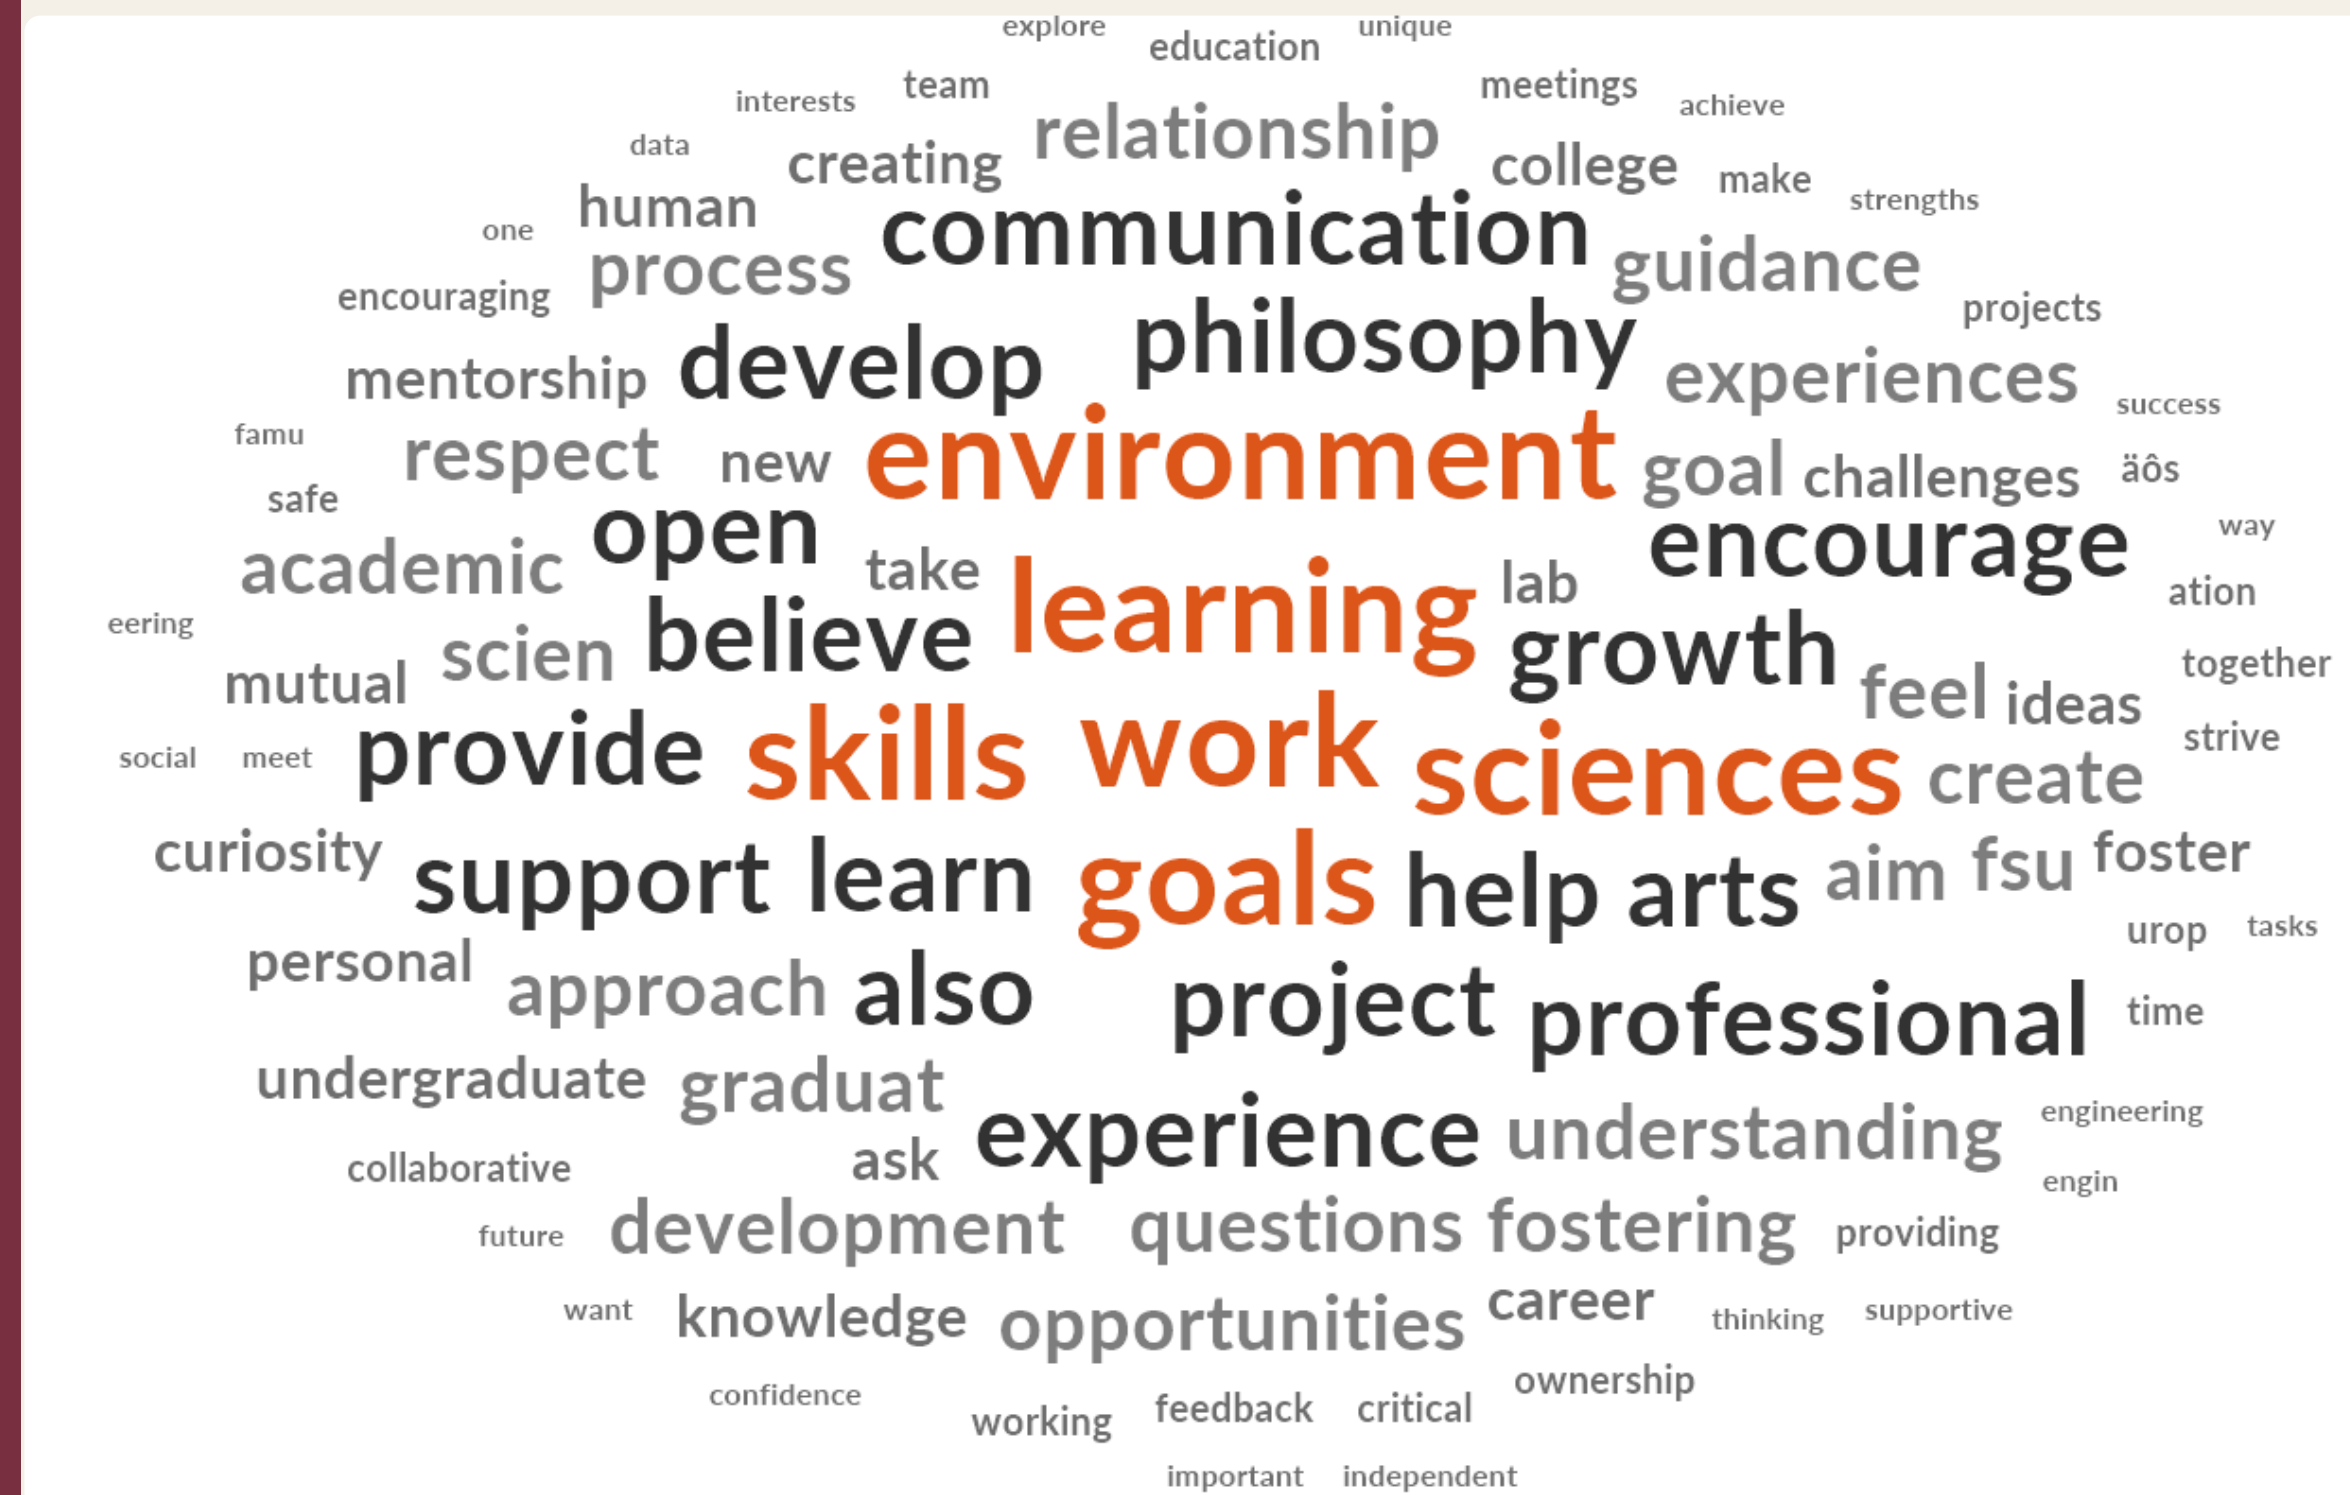 explore unique
education
team meetings
interests achieve
relationship
data creating college make
human strengths
one communication
process guidance
encouraging projects
philosophy
develop
mentorship experiences
success
famu respect new environment goal challenges äôs
safe
open encourage way
academic take lab ation
learning
eering believe growth
scien together
mutual feel ideas
provide skills work sciences strive
social meet create
curiosity foster
support learn goals help arts aim fsu
urop tasks
personal
approach also project professional time
undergraduate graduat
engineering
experience understanding
collaborative ask
engin
future development questions fostering providing
want knowledge opportunities career thinking supportive
confidence ownership
working feedback critical
important independent